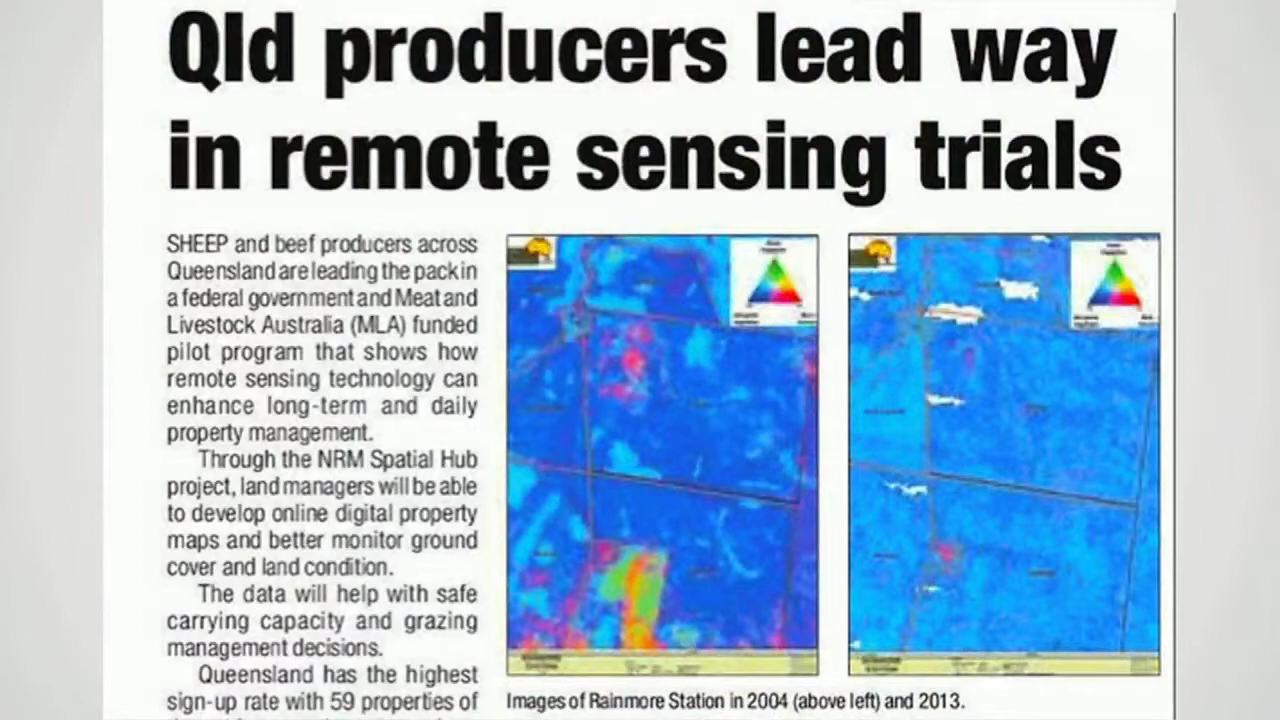 Qld producers lead way
in remote sensing trials
SHEEP and beef producers across
Queensland are leading the pack in
a federal government and Meat and
Livestock Australia (MLA) funded
pilot program that shows how
remote sensing technology can
enhance long-term and daily
property management.
Through the NRM Spatial Hub
project, land managers will be able
to develop online digital property
maps and better monitor ground
cover and land condition.
The data will help with safe
carrying capacity and grazing
management decisions.
Queensland has the highest
sign-up rate with 59 properties of
Images of Rainmore Station in 2004 (above left) and 2013.